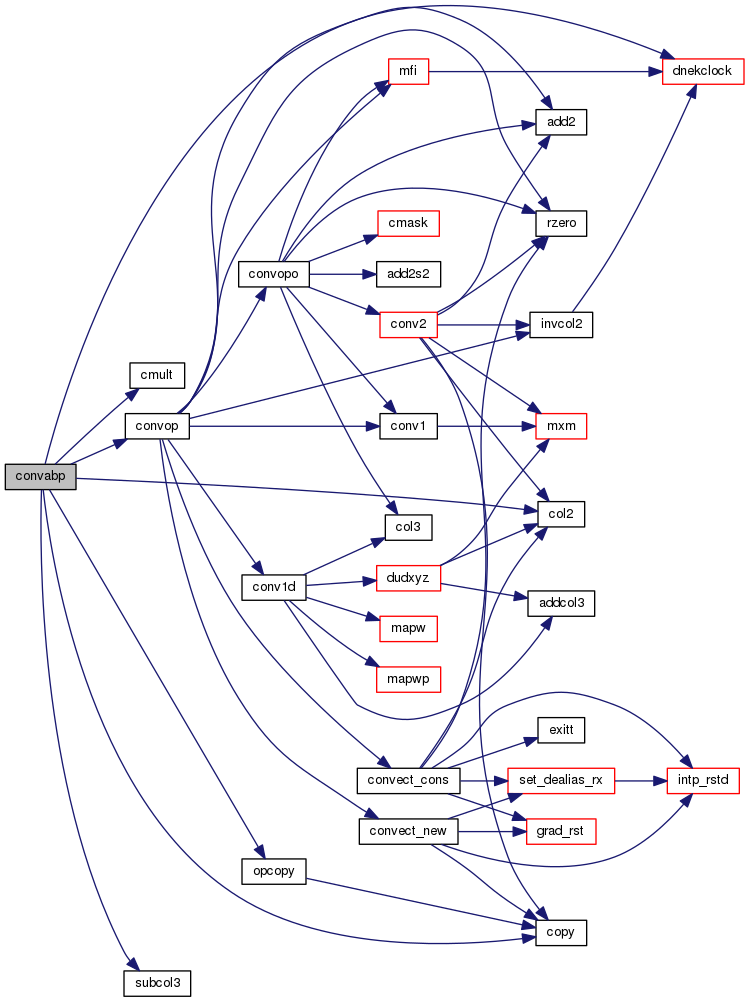 mfi
dnekclock
add2
cmask
rzero
convopo
add2s2
conv2
invcol2
cmult
convop
conv1
mxm
convabp
col2
col3
conv1d
dudxyz
addcol3
mapw
mapwp
exitt
convect_cons
set_dealias_rx
intp_rstd
convect_new
grad_rst
opcopy
copy
subcol3